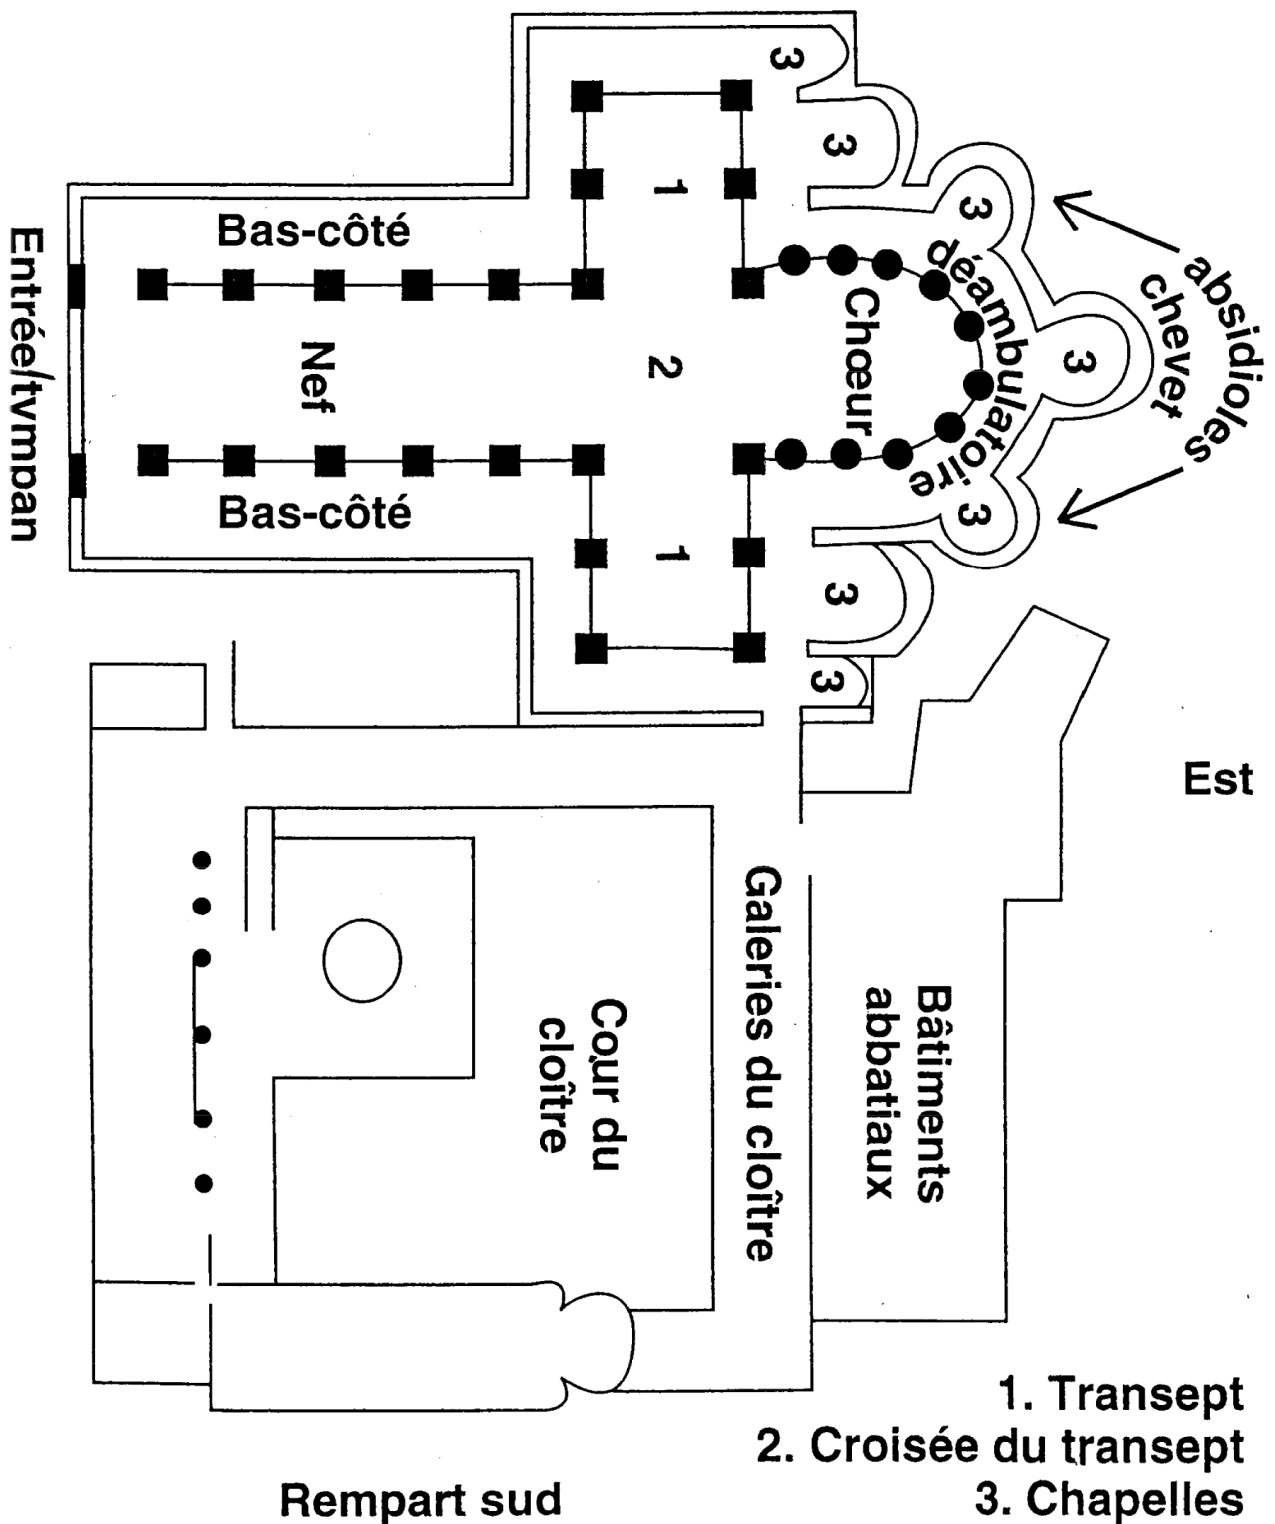 3
3
1
3
Bas-côté
absidioles
déambulatoire
chevet
Entrée/tvmpan
Chœur
Nef
2
3
Bas-côté
3
1
3
3
Est
Galeries du cloître
Bâtiments
abbatiaux
Cour du
cloître
1. Transept
2. Croisée du transept
3. Chapelles
Rempart sud